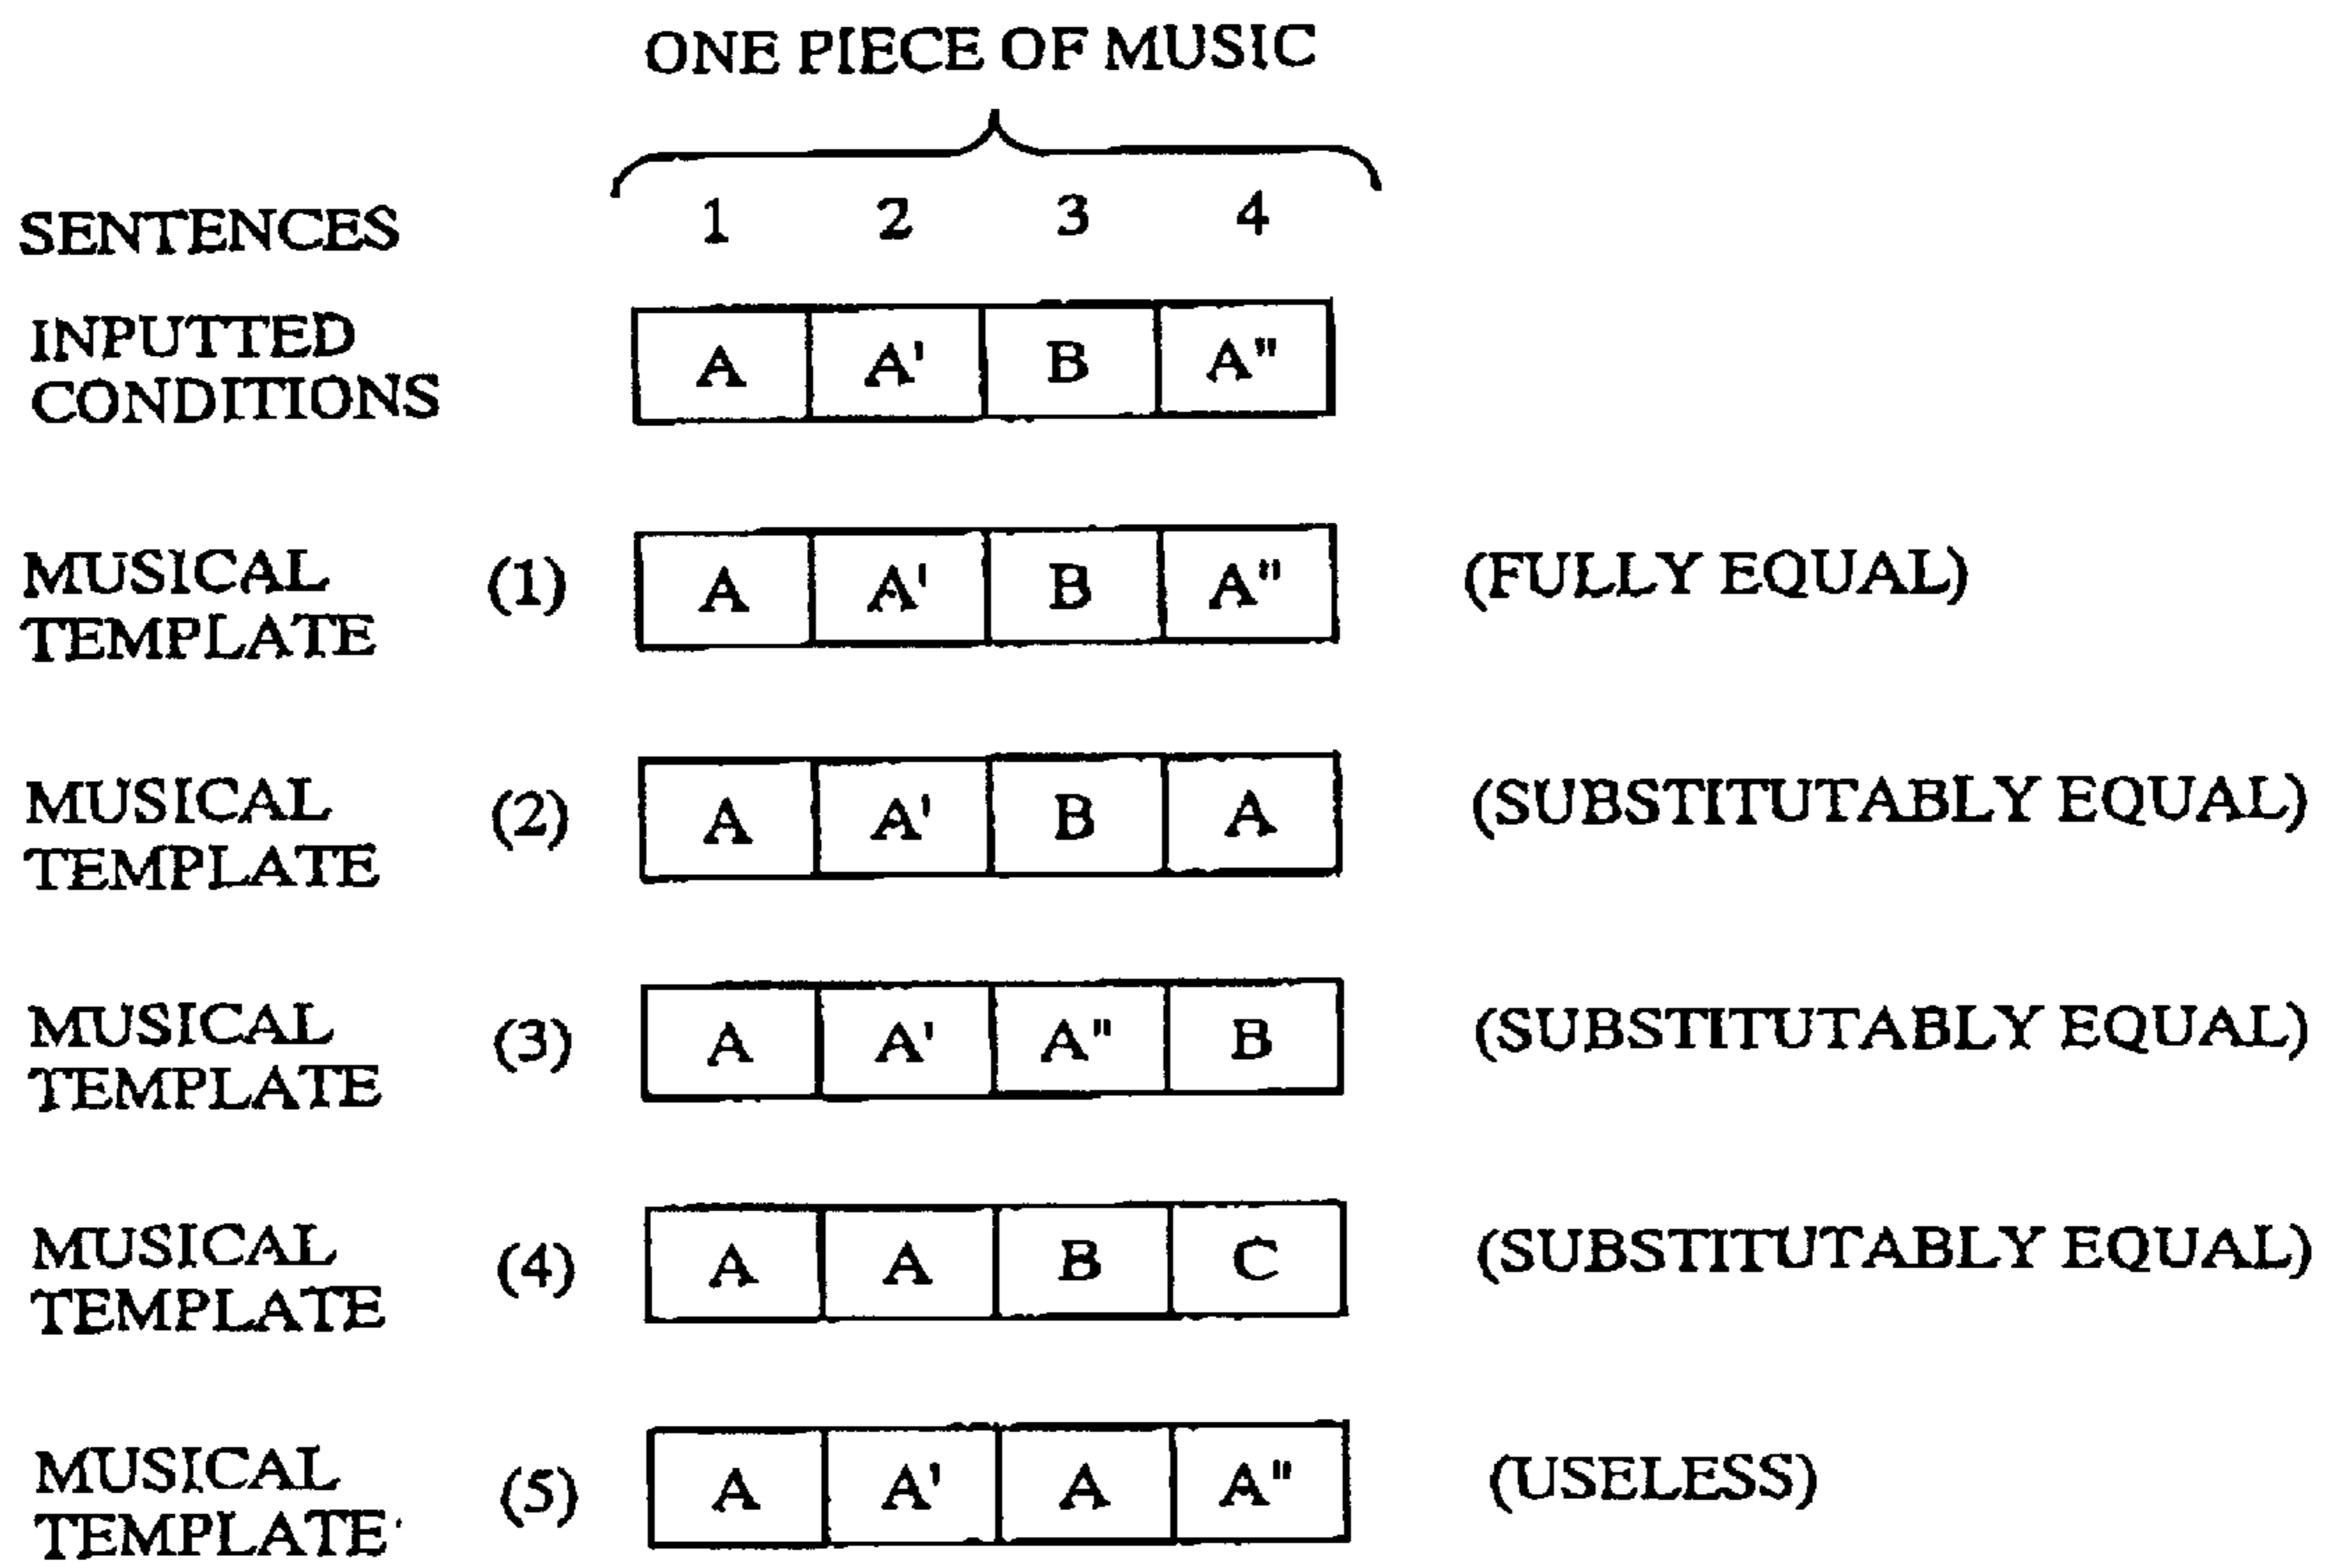 ONE PIECE OF MUSIC
SENTENCES 1 2 3 4
INPUTTED
CONDITIONS
A A' B A"
MUSICAL
TEMPLATE
(1) A A' B A" (FULLY EQUAL)
MUSICAL
TEMPLATE
(2) A A' B A (SUBSTITUTABLY EQUAL)
MUSICAL
TEMPLATE
(3) A A' A" B (SUBSTITUTABLY EQUAL)
MUSICAL
TEMPLATE
(4) A A B C (SUBSTITUTABLY EQUAL)
MUSICAL
TEMPLATE
(5) A A' A A" (USELESS)